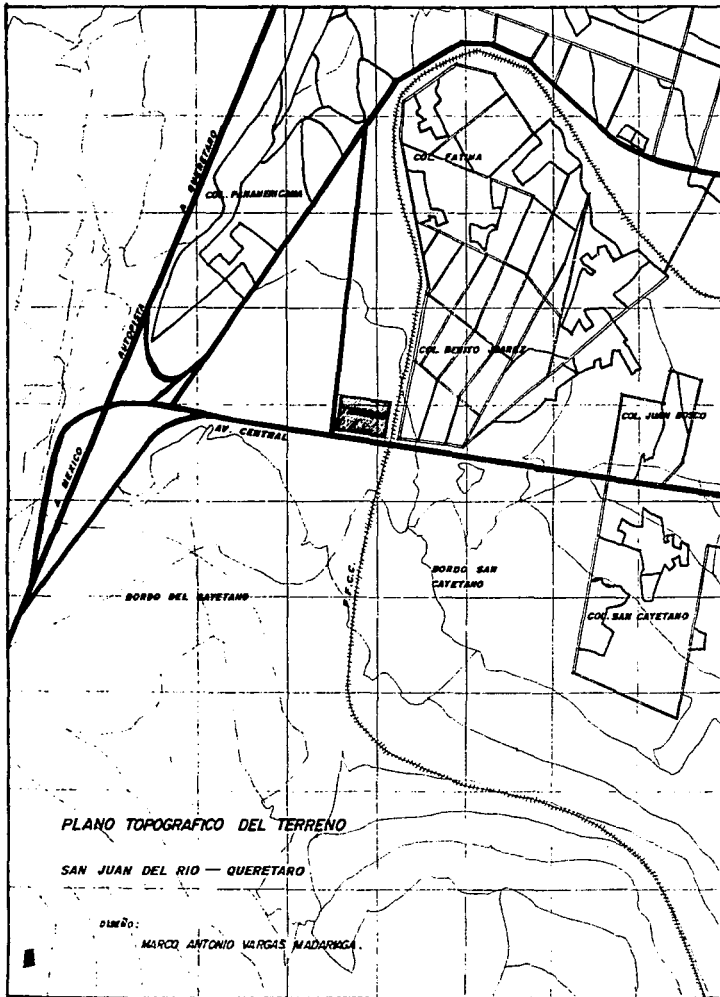 A. QUERETARO
COL. PANAMERICANA
COL. FATIMA
AUTOPISTA
COL. BENITO JUAREZ
COL. JUAN BOSCO
AV. CENTRAL
A. MEXICO
F.F.C.C.
BORDO SAN
CAYETANO
BORDO DEL CAYETANO
COL. SAN CAYETANO
PLANO TOPOGRAFICO DEL TERRENO
SAN JUAN DEL RIO — QUERETARO
DISEÑO:
MARCO ANTONIO VARGAS MADARIAGA.